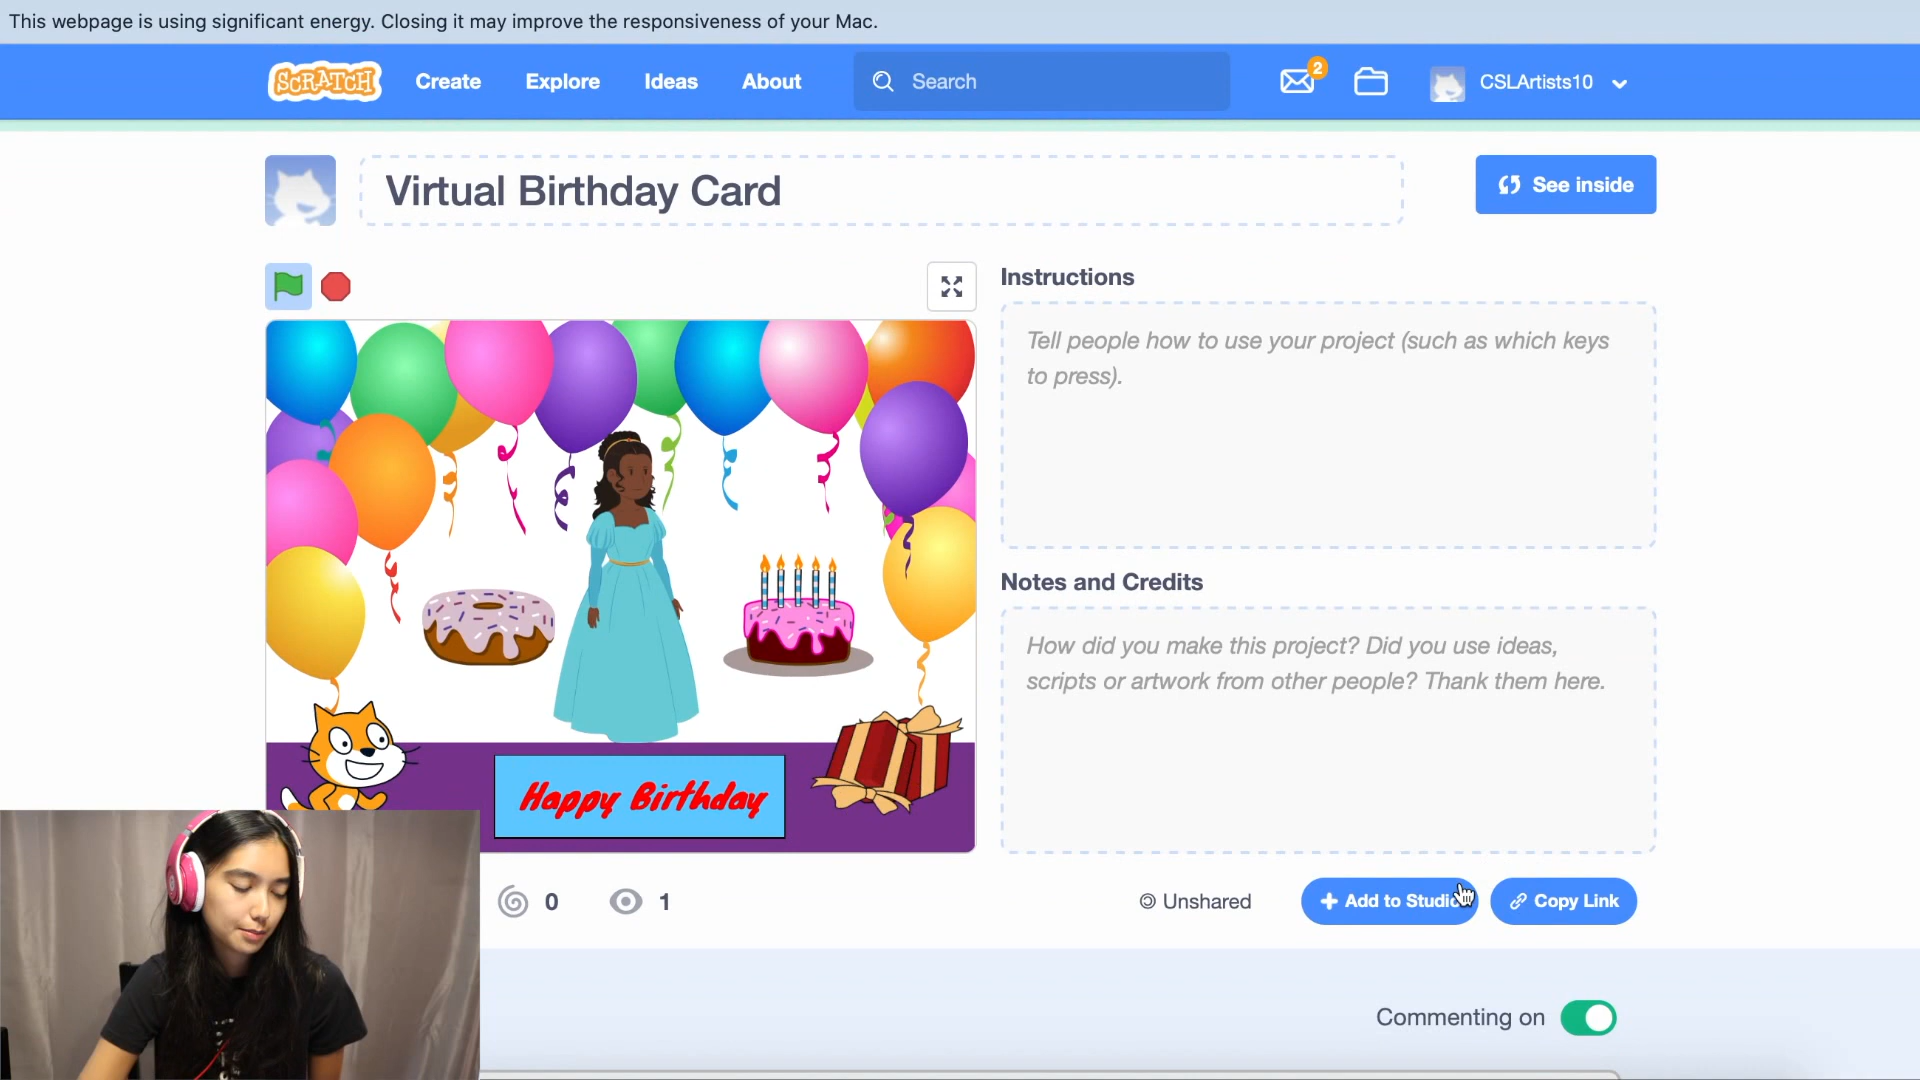 This webpage is using significant energy. Closing it may improve the responsiveness of your Mac.
SCRATCH Create Explore Ideas About Search 2 CSLArtists10
Virtual Birthday Card
See inside
Instructions
Tell people how to use your project (such as which keys
to press).
Happy Birthday
Notes and Credits
How did you make this project? Did you use ideas,
scripts or artwork from other people? Thank them here.
0 1 Unshared Add to Studio Copy Link
Commenting on